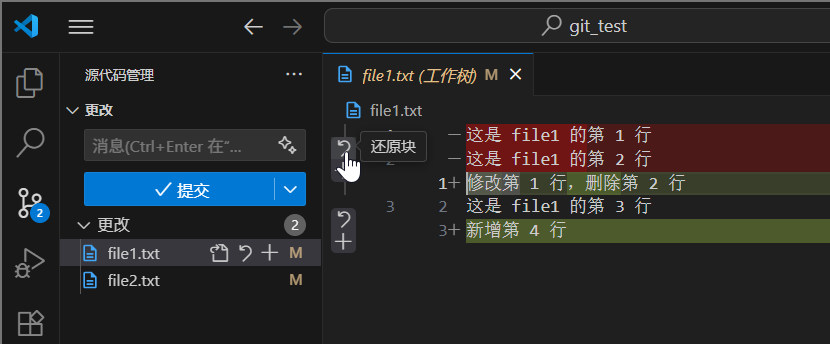 git_test
源代码管理
file1.txt (工作树) M
更改
file1.txt
消息(Ctrl+Enter 在“...
还原块
提交
更改 2
file1.txt M
file2.txt M
2
1 — 这是 file1 的第 1 行
2 — 这是 file1 的第 2 行
1+ 修改第 1 行，删除第 2 行
3 2 这是 file1 的第 3 行
3+ 新增第 4 行